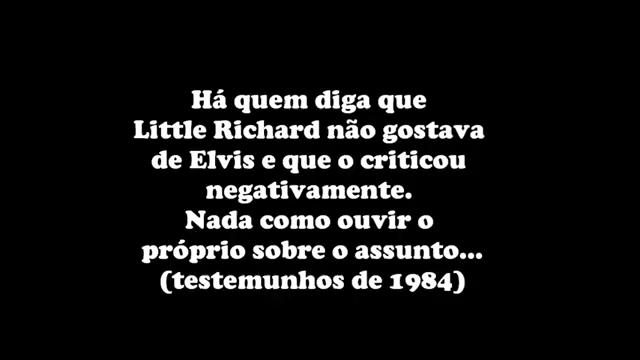 Há quem diga que
Little Richard não gostava
de Elvis e que o criticou
negativamente.
Nada como ouvir o
próprio sobre o assunto...
(testemunhos de 1984)